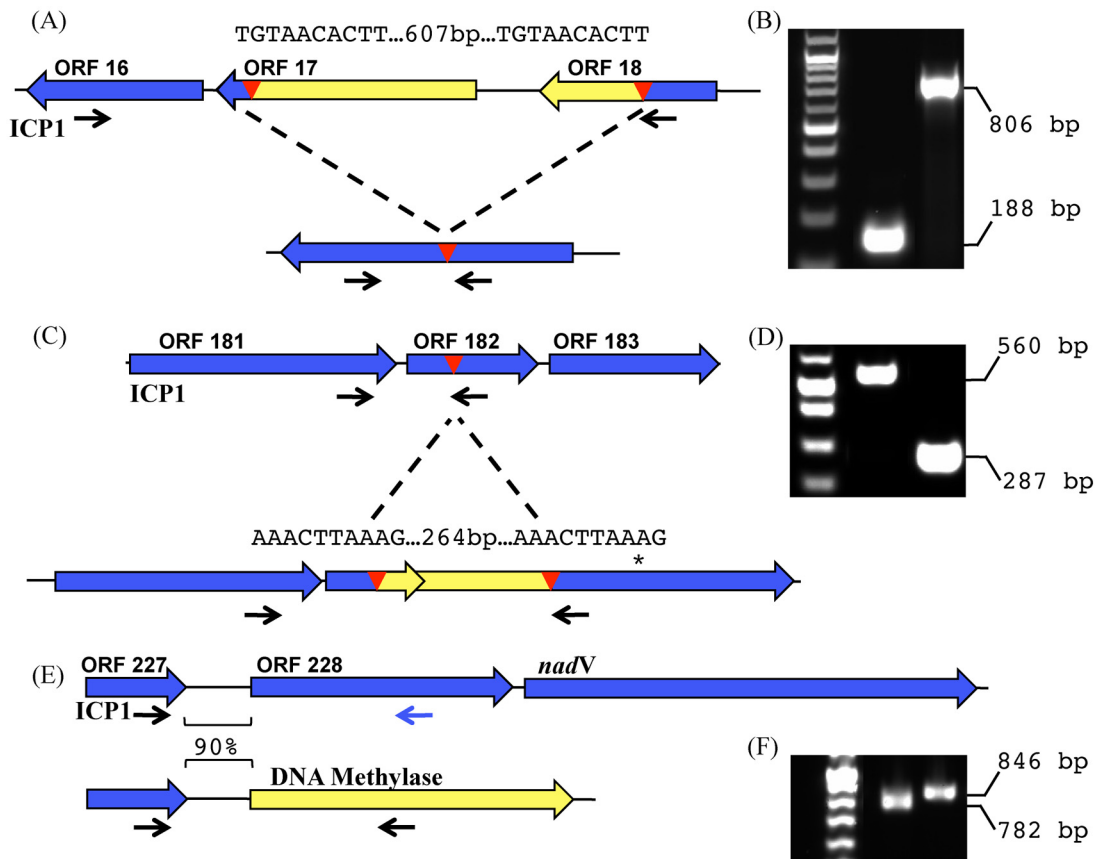 (A)
TGTAACACTT...607bp...TGTAACACTT
ORF 16 ORF 17 ORF 18
ICP1
(B)
806 bp
188 bp
(C)
ORF 181 ORF 182 ORF 183
ICP1
AAACTTAAAG...264bp...AAACTTAAAG
*
(D)
560 bp
287 bp
(E)
ORF 227 ORF 228 nadV
ICP1
90%
DNA Methylase
(F)
846 bp
782 bp